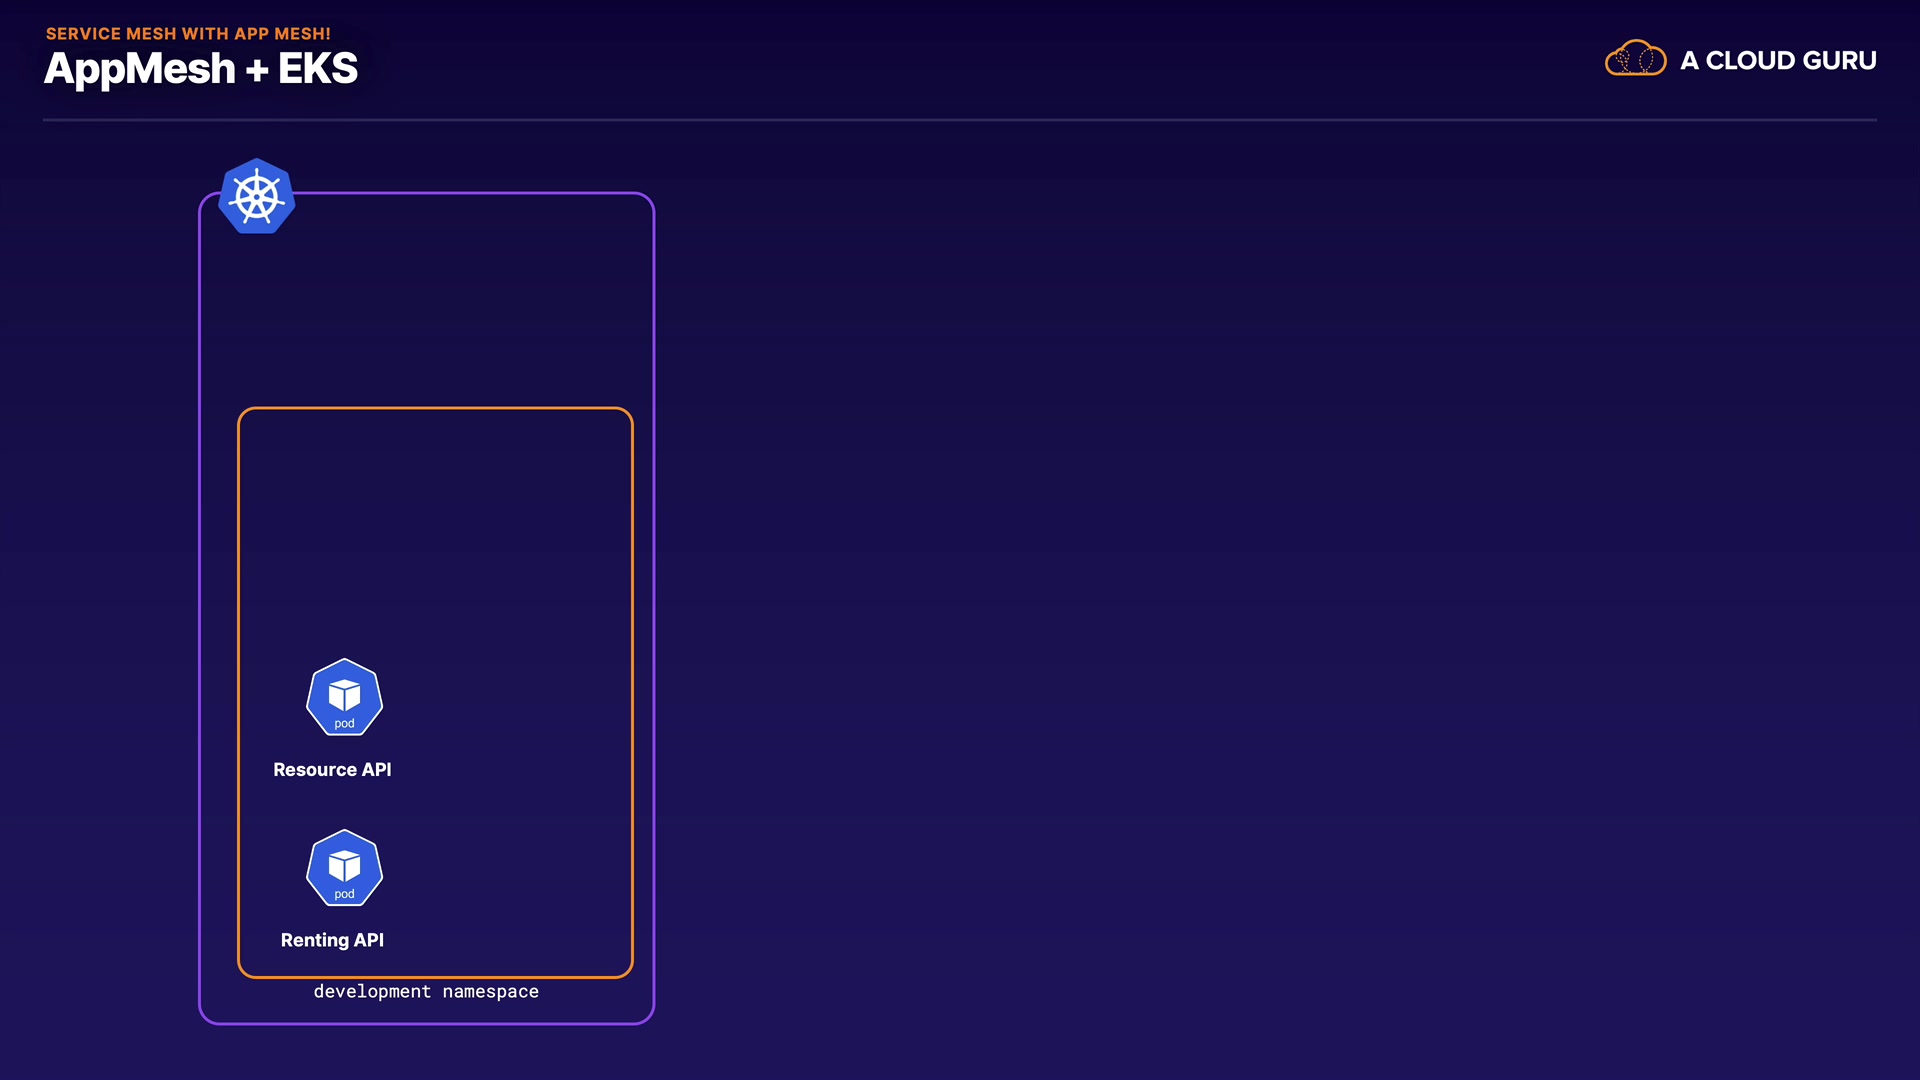 SERVICE MESH WITH APP MESH!
AppMesh + EKS
A CLOUD GURU
pod
Resource API
pod
Renting API
development namespace